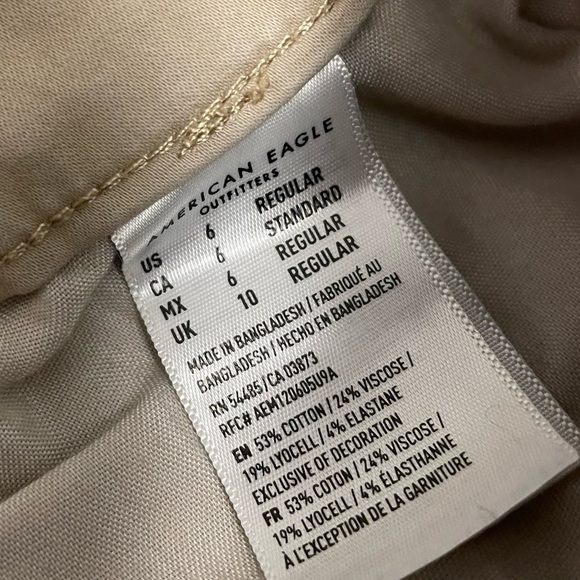 AMERICAN EAGLE
OUTFITTERS
US 6 REGULAR
CA 6 STANDARD
MX 6 REGULAR
UK 10 REGULAR
MADE IN BANGLADESH / FABRIQUÉ AU
BANGLADESH / HECHO EN BANGLADESH
RN 54485 / CA 03873
RFC# AEM120605U9A
EN 53% COTTON / 24% VISCOSE /
19% LYOCELL / 4% ELASTANE
EXCLUSIVE OF DECORATION
FR 53% COTON / 24% VISCOSE /
19% LYOCELL / 4% ÉLASTHANNE
À L'EXCEPTION DE LA GARNITURE